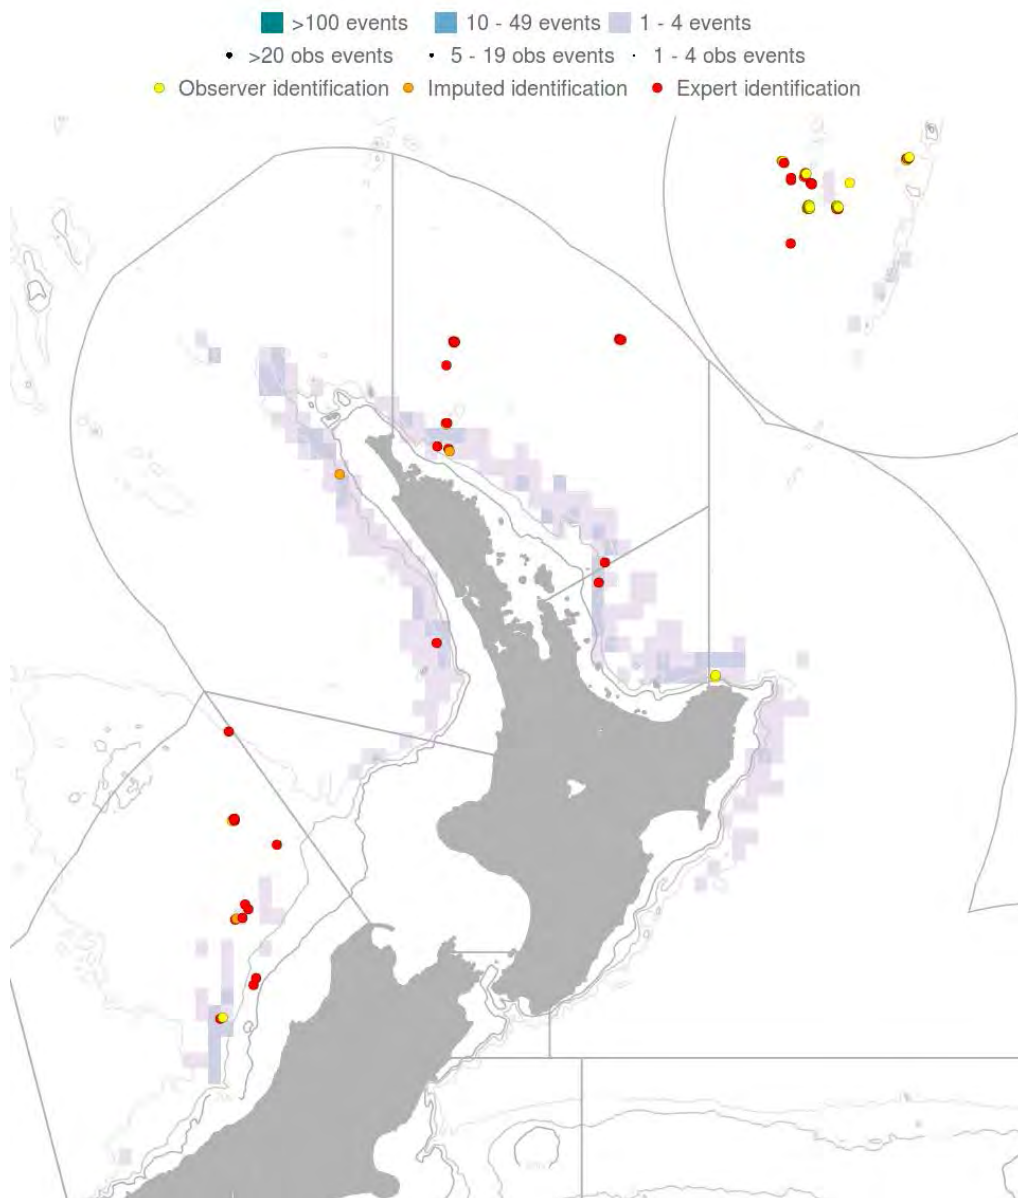 >100 events 10 - 49 events 1 - 4 events
>20 obs events 5 - 19 obs events 1 - 4 obs events
Observer identification Imputed identification Expert identification